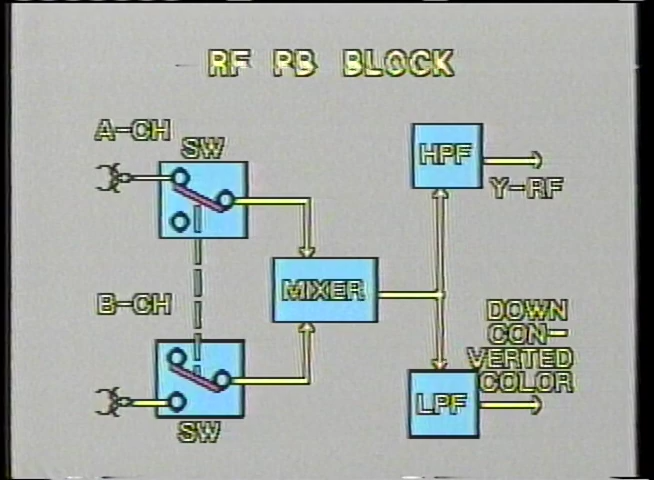 RF PB BLOCK
A-CH
SW
HPF
Y-RF
B-CH
MIXER
DOWN
CON-
VERTED
COLOR
LPF
SW